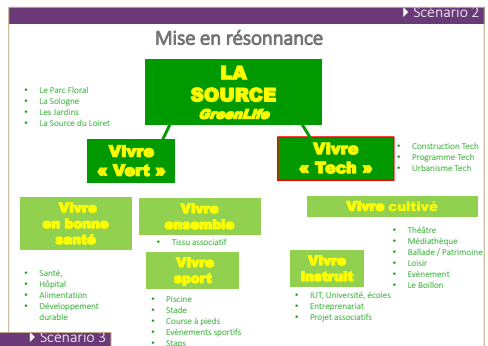 Scénario 2
Mise en résonnance
LA
SOURCE
GreenLife
• Le Parc Floral
• La Sologne
• Les Jardins
• La Source du Loiret
Vivre
« Vert »
Vivre
« Tech »
• Construction Tech
• Programme Tech
• Urbanisme Tech
Vivre
en bonne
santé
Vivre
ensemble
Vivre cultivé
• Tissu associatif
• Théâtre
• Médiathèque
• Ballade / Patrimoine
• Loisir
• Evènement
• Le Boillon
Vivre
sport
Vivre
instruit
• Santé,
• Hôpital
• Alimentation
• Développement
durable
• Piscine
• Stade
• Course à pieds
• Evènements sportifs
• Staps
• IUT, Université, écoles
• Entreprenariat
• Projet associatifs
Scénario 3